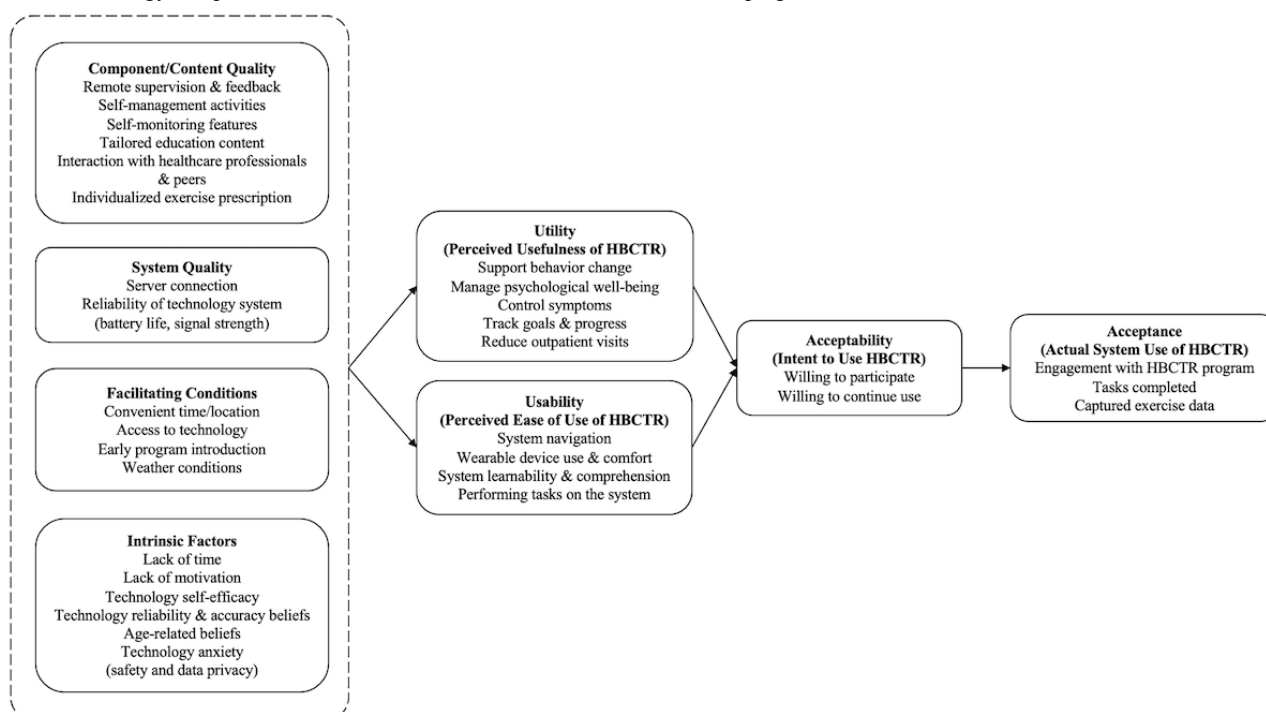 Component/Content Quality
Remote supervision & feedback
Self-management activities
Self-monitoring features
Tailored education content
Interaction with healthcare professionals
& peers
Individualized exercise prescription
System Quality
Server connection
Reliability of technology system
(battery life, signal strength)
Facilitating Conditions
Convenient time/location
Access to technology
Early program introduction
Weather conditions
Intrinsic Factors
Lack of time
Lack of motivation
Technology self-efficacy
Technology reliability & accuracy beliefs
Age-related beliefs
Technology anxiety
(safety and data privacy)
Utility
(Perceived Usefulness of HBCTR)
Support behavior change
Manage psychological well-being
Control symptoms
Track goals & progress
Reduce outpatient visits
Usability
(Perceived Ease of Use of HBCTR)
System navigation
Wearable device use & comfort
System learnability & comprehension
Performing tasks on the system
Acceptability
(Intent to Use HBCTR)
Willing to participate
Willing to continue use
Acceptance
(Actual System Use of HBCTR)
Engagement with HBCTR program
Tasks completed
Captured exercise data